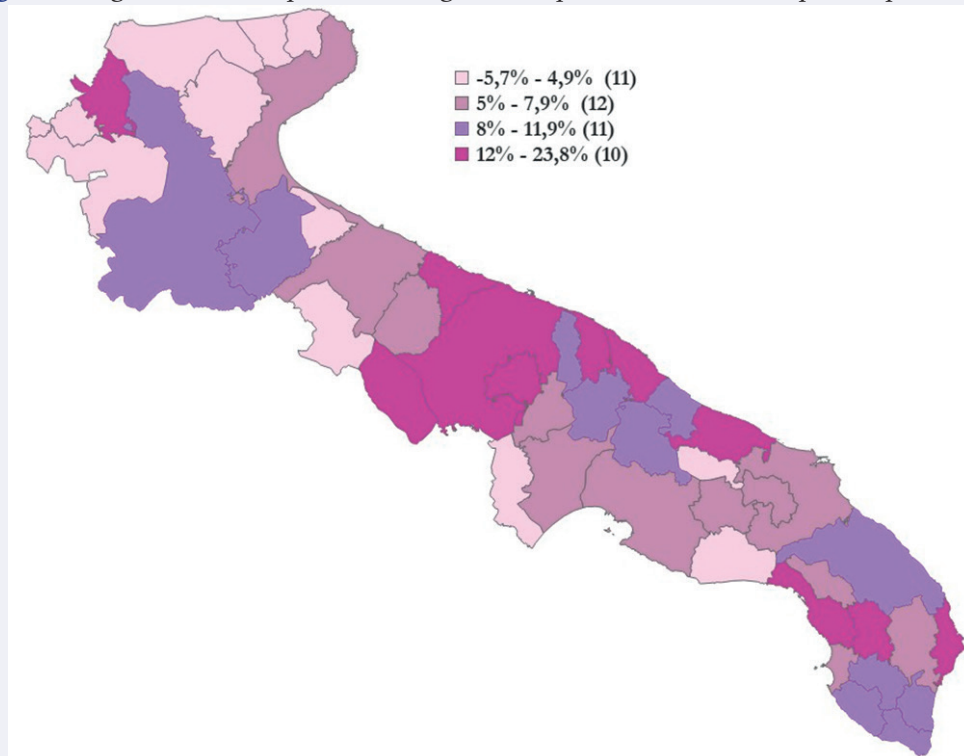 -5,7% - 4,9% (11)
5% - 7,9% (12)
8% - 11,9% (11)
12% - 23,8% (10)